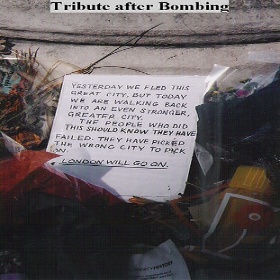 Tribute after Bombing
YESTERDAY WE FLED THIS
GREAT CITY, BUT TODAY
WE ARE WALKING BACK
INTO AN EVEN STRONGER,
GREATER CITY.
THE PEOPLE WHO DID
THIS SHOULD KNOW THEY HAVE
FAILED. THEY HAVE PICKED
THE WRONG CITY TO PICK
ON.
LONDON WILL GO ON.